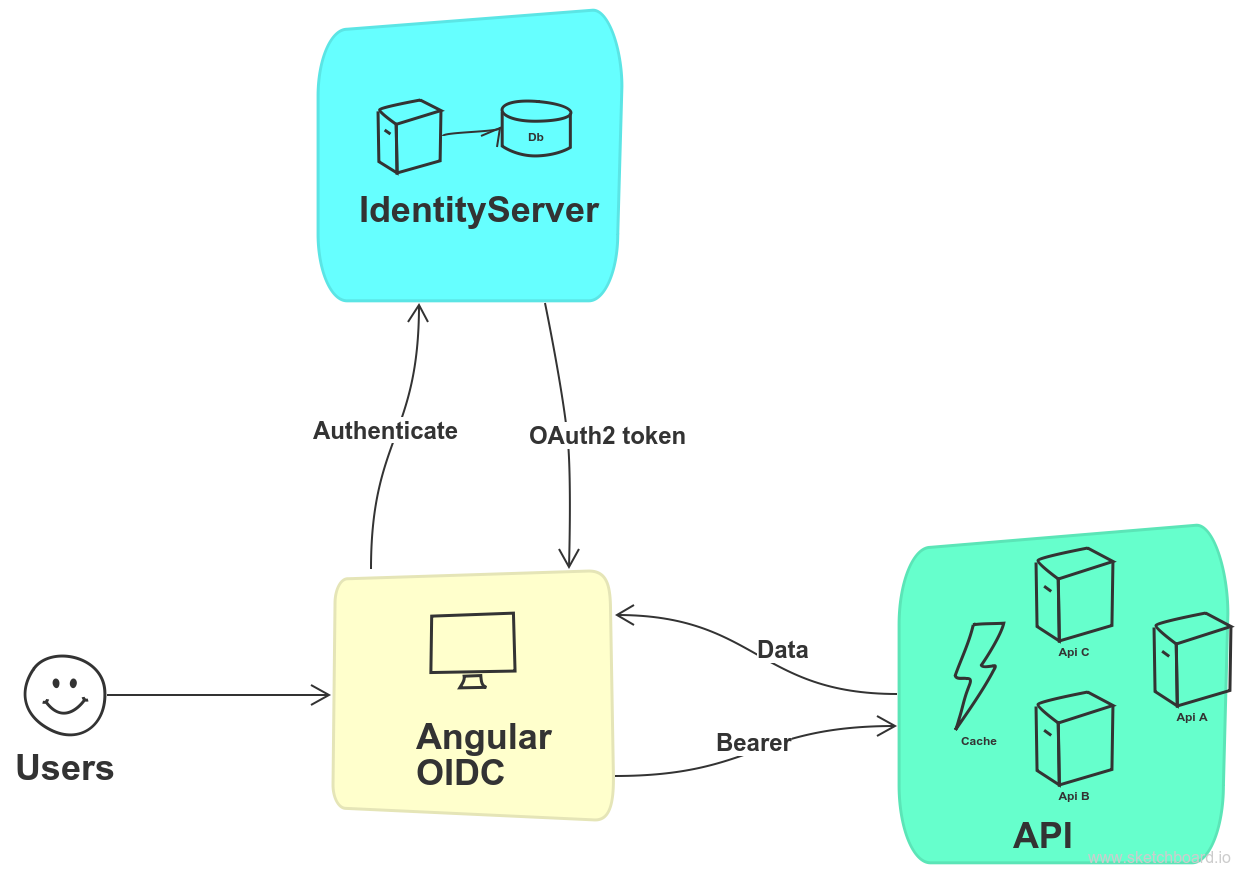 Db
IdentityServer
Authenticate
OAuth2 token
Users
Angular
OIDC
Data
Bearer
Api C
Api A
Cache
Api B
API
www.sketchboard.io